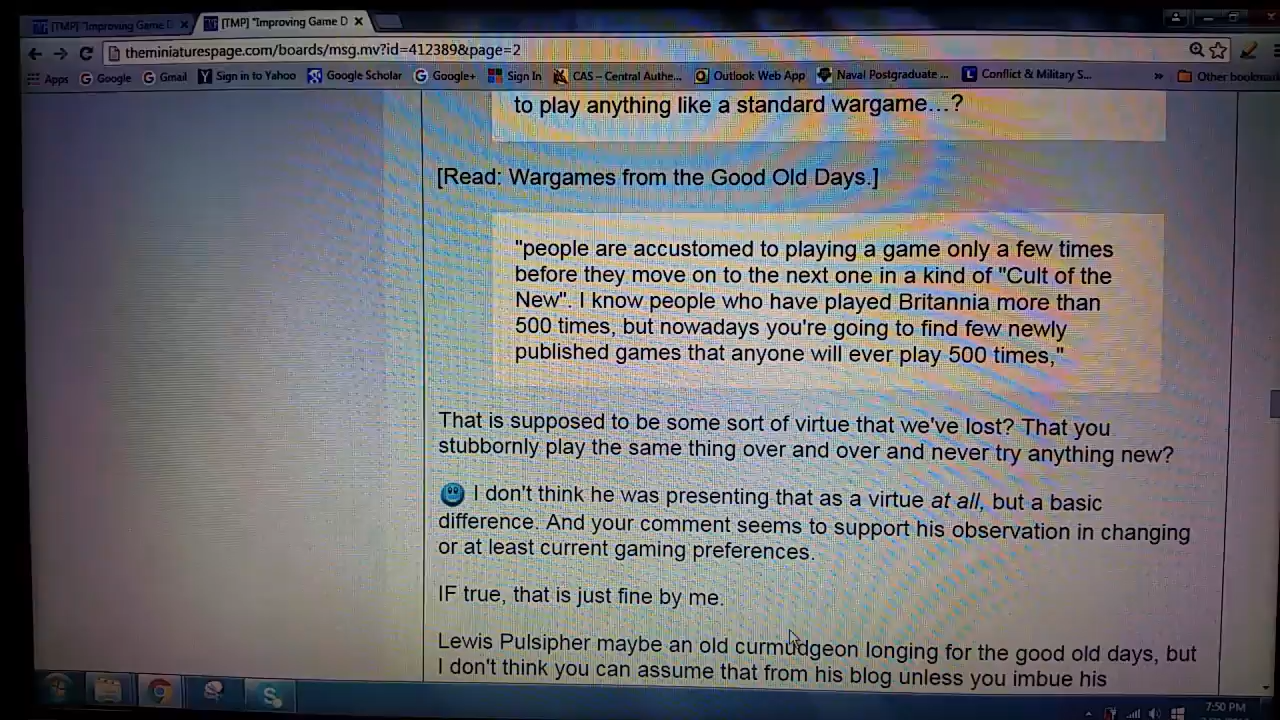 [TMP] "Improving Game D
[TMP] "Improving Game D
theminiaturespage.com/boards/msg.mv?id=412389&page=2
Apps Google Gmail Sign in to Yahoo Google Scholar Google+ Sign In CAS – Central Authe... Outlook Web App Naval Postgraduate ... Conflict & Military S... » Other bookma
to play anything like a standard wargame…?
[Read: Wargames from the Good Old Days.]
"people are accustomed to playing a game only a few times
before they move on to the next one in a kind of "Cult of the
New". I know people who have played Britannia more than
500 times, but nowadays you're going to find few newly
published games that anyone will ever play 500 times,"
That is supposed to be some sort of virtue that we've lost? That you
stubbornly play the same thing over and over and never try anything new?
I don't think he was presenting that as a virtue at all, but a basic
difference. And your comment seems to support his observation in changing
or at least current gaming preferences.
IF true, that is just fine by me.
Lewis Pulsipher maybe an old curmudgeon longing for the good old days, but
I don't think you can assume that from his blog unless you imbue his
7:50 PM